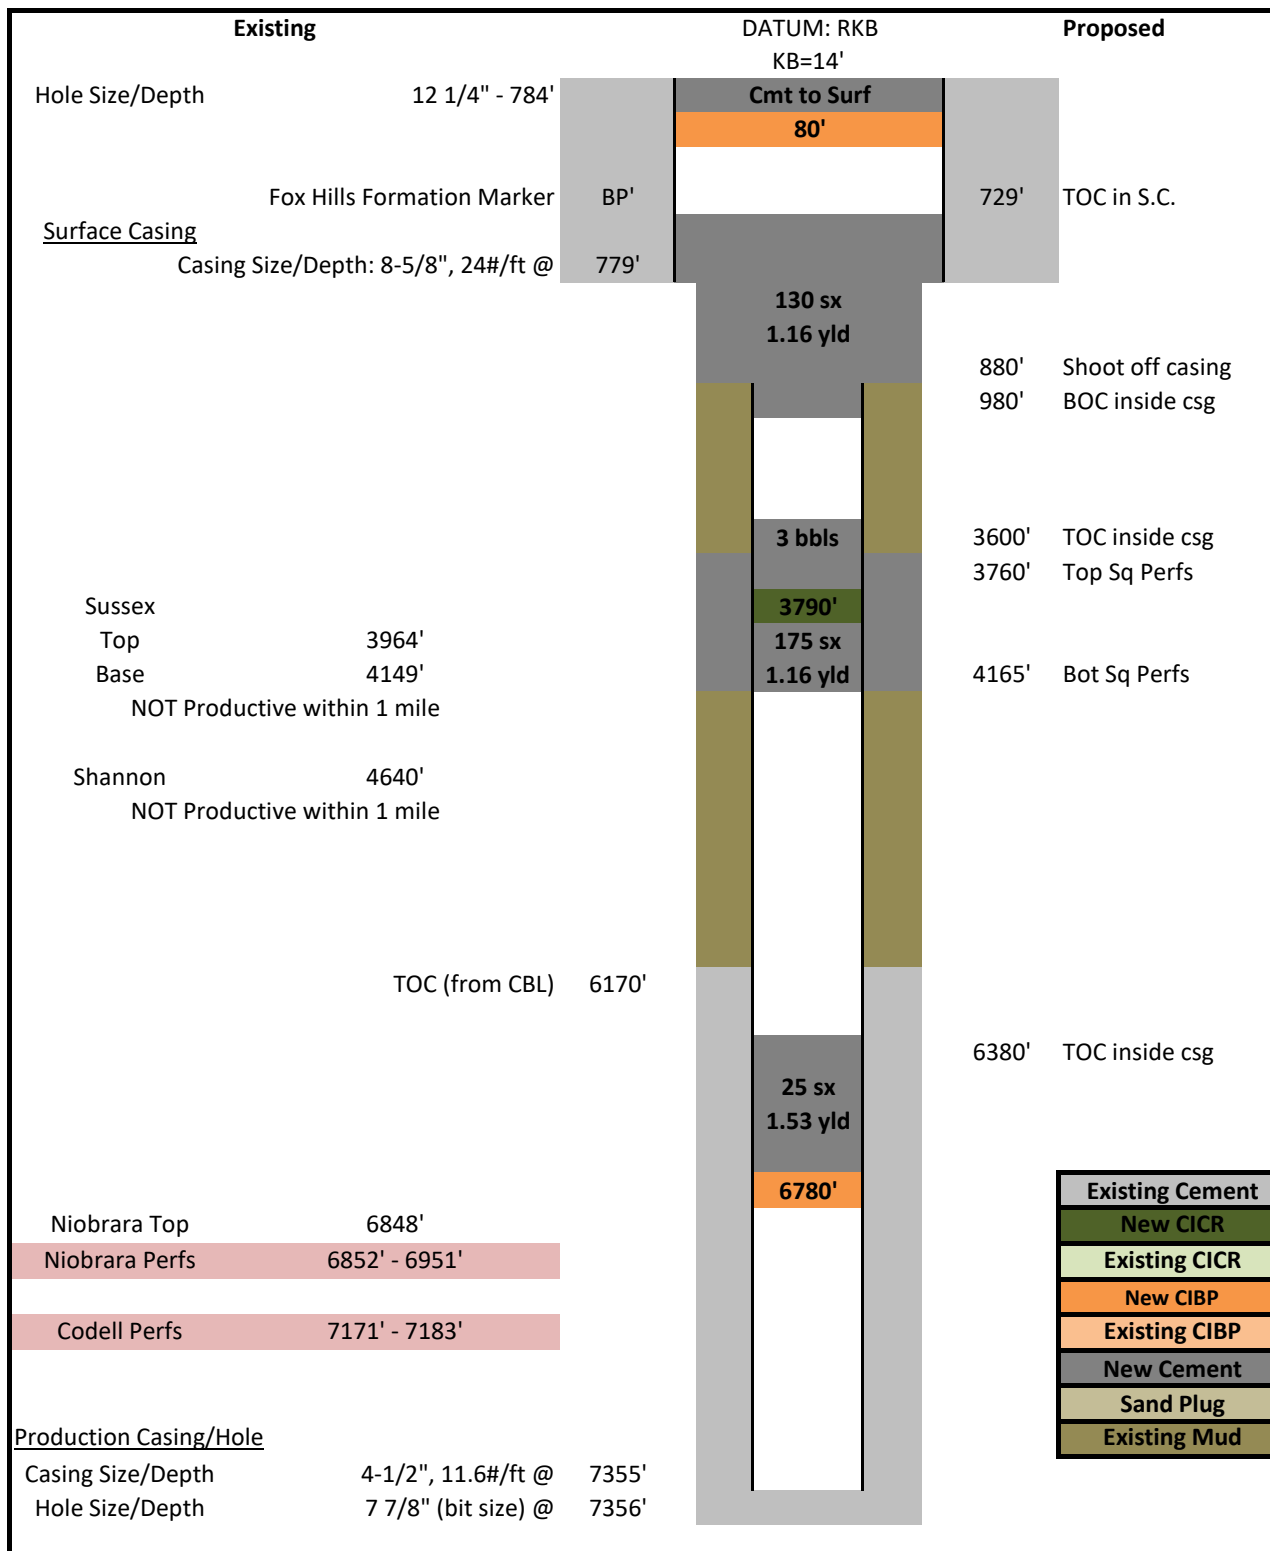 Existing DATUM: RKB Proposed
KB=14'
Hole Size/Depth 12 1/4" - 784' Cmt to Surf
80'
Fox Hills Formation Marker BP' 729' TOC in S.C.
Surface Casing
Casing Size/Depth: 8-5/8", 24#/ft @ 779'
130 sx
1.16 yld
880' Shoot off casing
980' BOC inside csg
3 bbls 3600' TOC inside csg
3760' Top Sq Perfs
Sussex 3790'
Top 3964' 175 sx
Base 4149' 1.16 yld 4165' Bot Sq Perfs
NOT Productive within 1 mile
Shannon 4640'
NOT Productive within 1 mile
TOC (from CBL) 6170'
6380' TOC inside csg
25 sx
1.53 yld
6780' Existing Cement
Niobrara Top 6848' New CICR
Niobrara Perfs 6852' - 6951' Existing CICR
New CIBP
Codell Perfs 7171' - 7183' Existing CIBP
New Cement
Sand Plug
Production Casing/Hole Existing Mud
Casing Size/Depth 4-1/2", 11.6#/ft @ 7355'
Hole Size/Depth 7 7/8" (bit size) @ 7356'